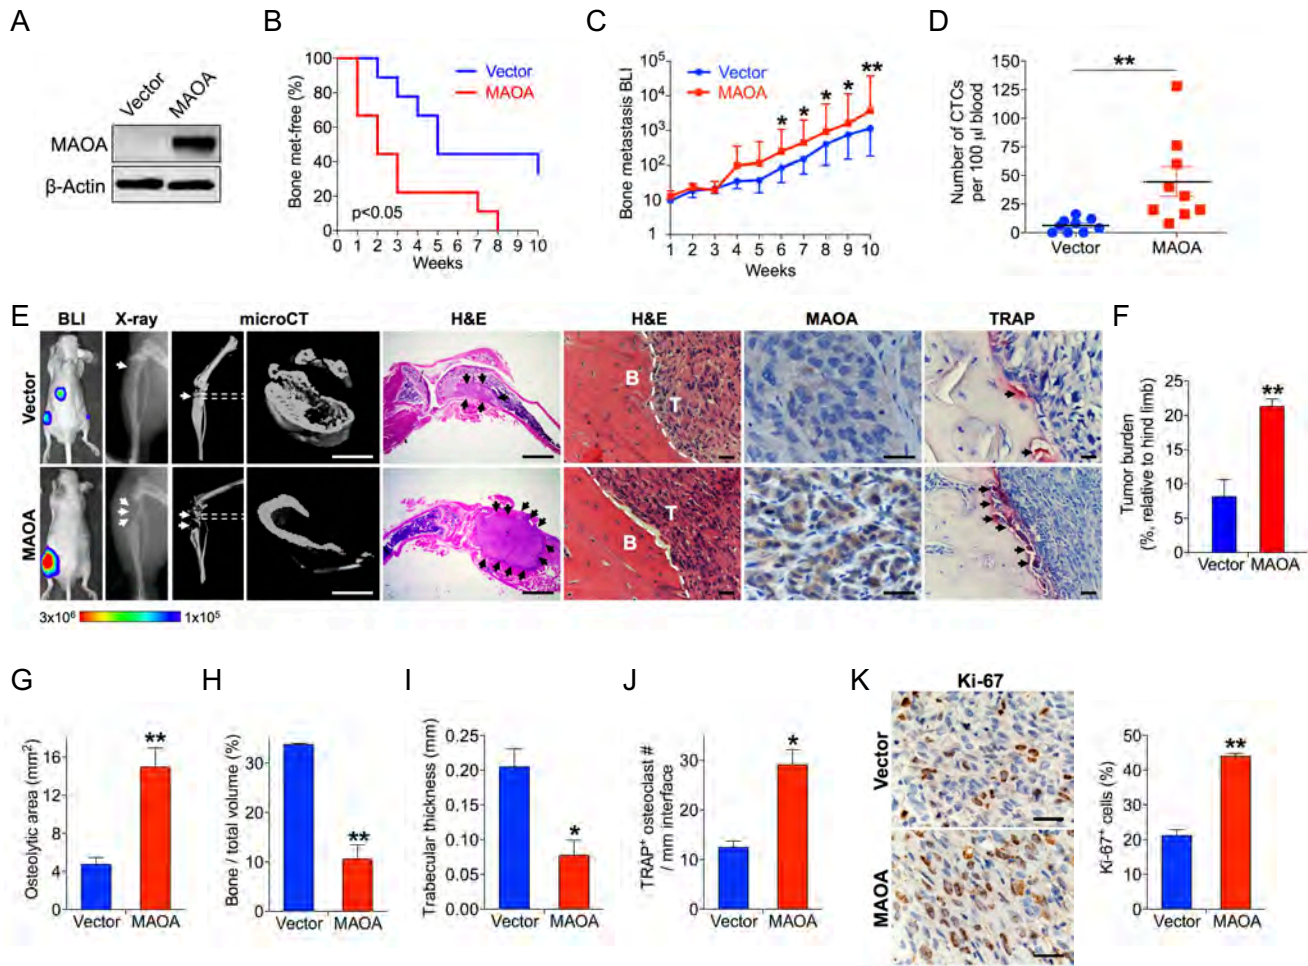 A
Vector
MAOA
MAOA
β-Actin
B
Bone met-free (%)
100
80
60
40
20
0
Vector
MAOA
p<0.05
0 1 2 3 4 5 6 7 8 9 10
Weeks
C
Bone metastasis BLI
10⁵
10⁴
10³
10²
10
1
Vector
MAOA
* * * * **
1 2 3 4 5 6 7 8 9 10
Weeks
D
Number of CTCs
per 100 µl blood
150
125
100
75
50
25
0
**
Vector MAOA
E
BLI X-ray microCT H&E H&E MAOA TRAP
Vector
B T
MAOA
B T
3x10⁶ 1x10⁵
F
Tumor burden
(%, relative to hind limb)
25
20
15
10
5
0
**
Vector MAOA
G
Osteolytic area (mm²)
16
12
8
4
0
**
Vector MAOA
H
Bone / total volume (%)
30
20
10
0
**
Vector MAOA
I
Trabecular thickness (mm)
0.25
0.20
0.15
0.10
0.05
0.00
*
Vector MAOA
J
TRAP⁺ osteoclast #
/ mm interface
30
20
10
0
*
Vector MAOA
K
Ki-67
Vector
MAOA
Ki-67⁺ cells (%)
50
40
30
20
10
0
**
Vector MAOA